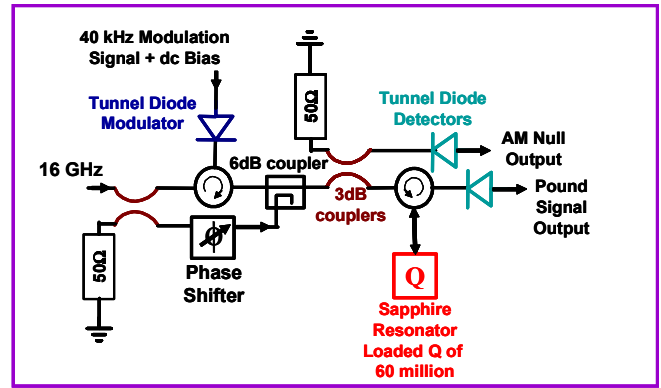 40 kHz Modulation
Signal + dc Bias
Tunnel Diode
Modulator
50Ω
Tunnel Diode
Detectors
AM Null
Output
16 GHz
6dB coupler
3dB
couplers
Pound
Signal
Output
50Ω
ϕ
Phase
Shifter
Q
Sapphire
Resonator
Loaded Q of
60 million